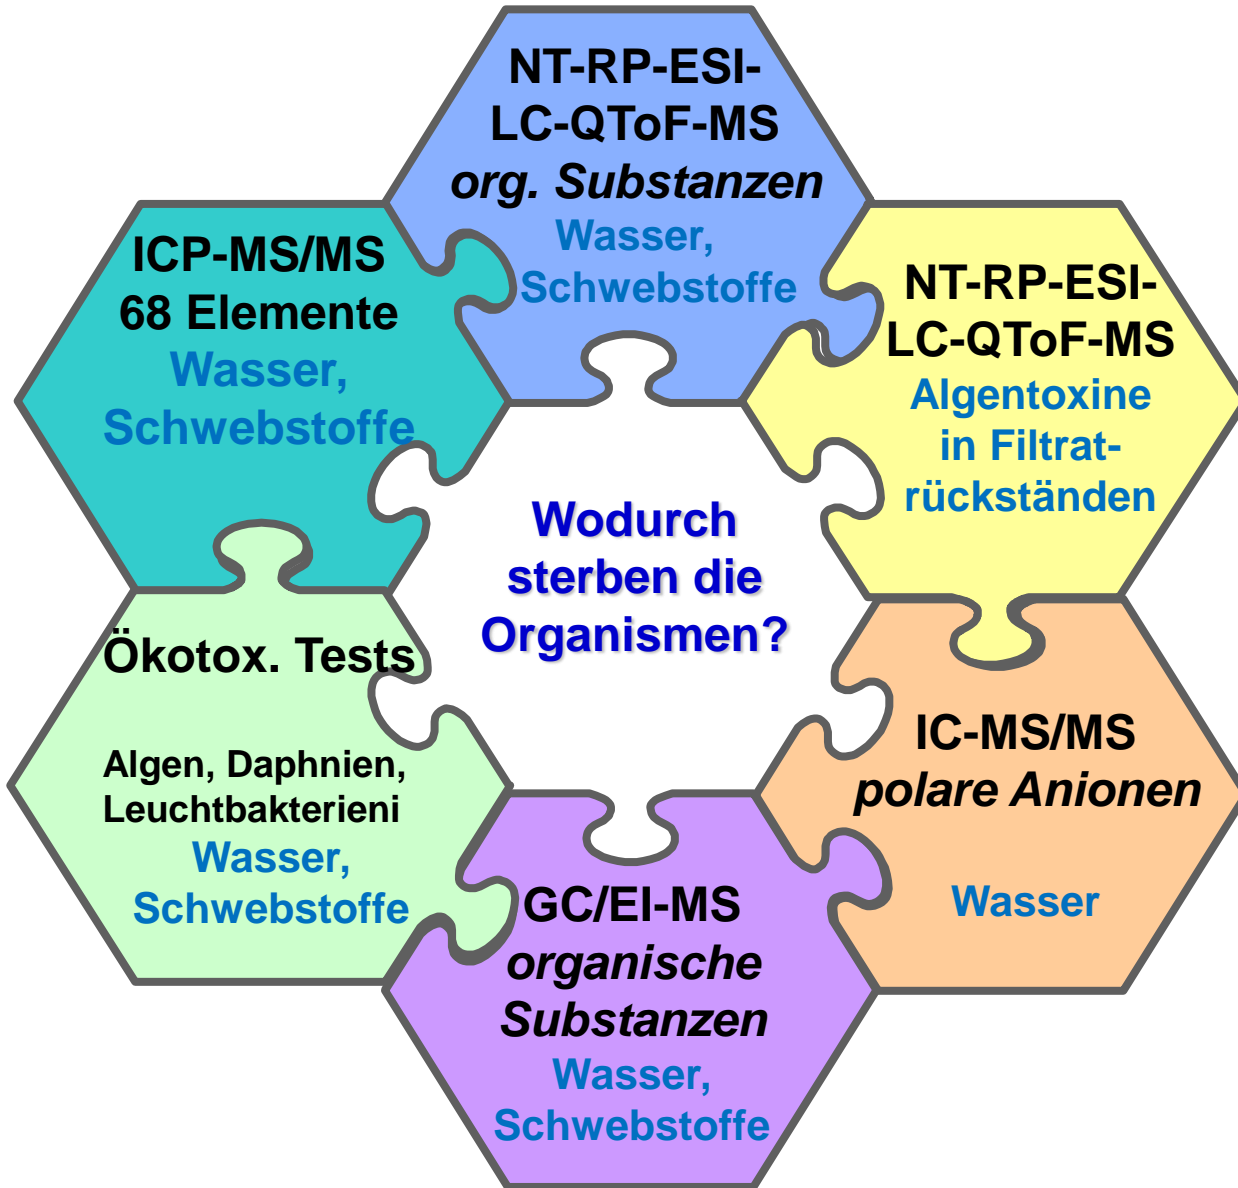 NT-RP-ESI-
LC-QToF-MS
org. Substanzen
Wasser,
Schwebstoffe
ICP-MS/MS
68 Elemente
Wasser,
Schwebstoffe
NT-RP-ESI-
LC-QToF-MS
Algentoxine
in Filtrat-
rückständen
Wodurch
sterben die
Organismen?
Ökotox. Tests
Algen, Daphnien,
Leuchtbakterieni
Wasser,
Schwebstoffe
IC-MS/MS
polare Anionen
Wasser
GC/EI-MS
organische
Substanzen
Wasser,
Schwebstoffe